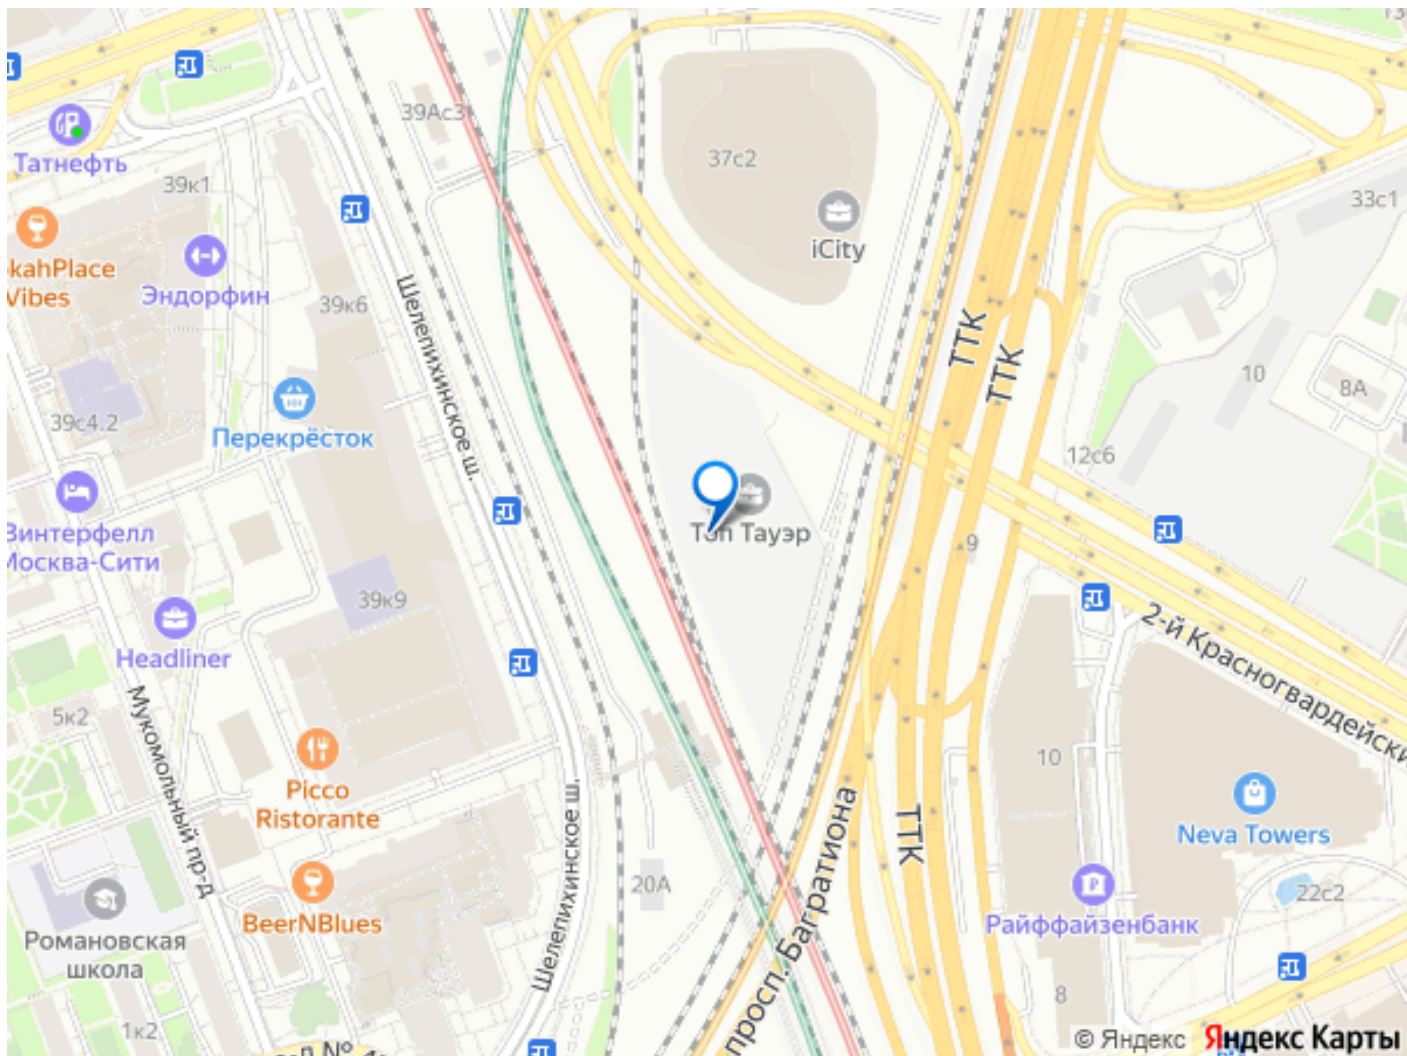 39Ас3
Татнефть
37с2
39к1
33с1
kahPlace
Vibes
Эндорфин
iCity
39к6
Шелепихинское ш.
ТТК
ТТК
10
8А
39с4.2
Перекрёсток
12с6
Винтерфелл
Москва-Сити
Топ Тауэр
9
39к9
Headliner
2-й Красногвардейски
5к2
Мукомольный пр-д
Picco
Ristorante
10
Neva Towers
ТТК
Шелепихинское ш.
просп. Багратиона
20А
BeerNBlues
Райффайзенбанк
22с2
Романовская
школа
8
1к2
© Яндекс Яндекс Карты